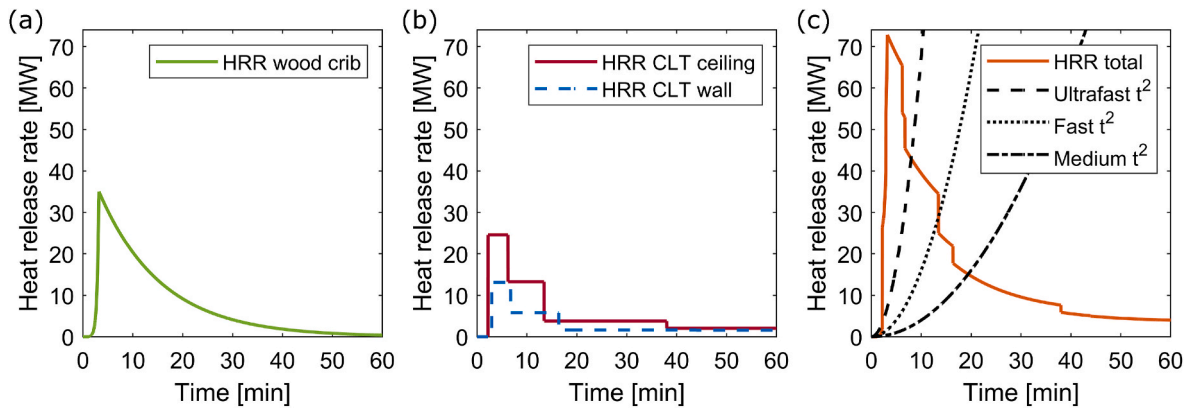 (a)
Heat release rate [MW]
70
60
50
40
30
20
10
0
HRR wood crib
0 10 20 30 40 50 60
Time [min]
(b)
Heat release rate [MW]
70
60
50
40
30
20
10
0
HRR CLT ceiling
HRR CLT wall
0 10 20 30 40 50 60
Time [min]
(c)
Heat release rate [MW]
70
60
50
40
30
20
10
0
HRR total
Ultrafast t²
Fast t²
Medium t²
0 10 20 30 40 50 60
Time [min]